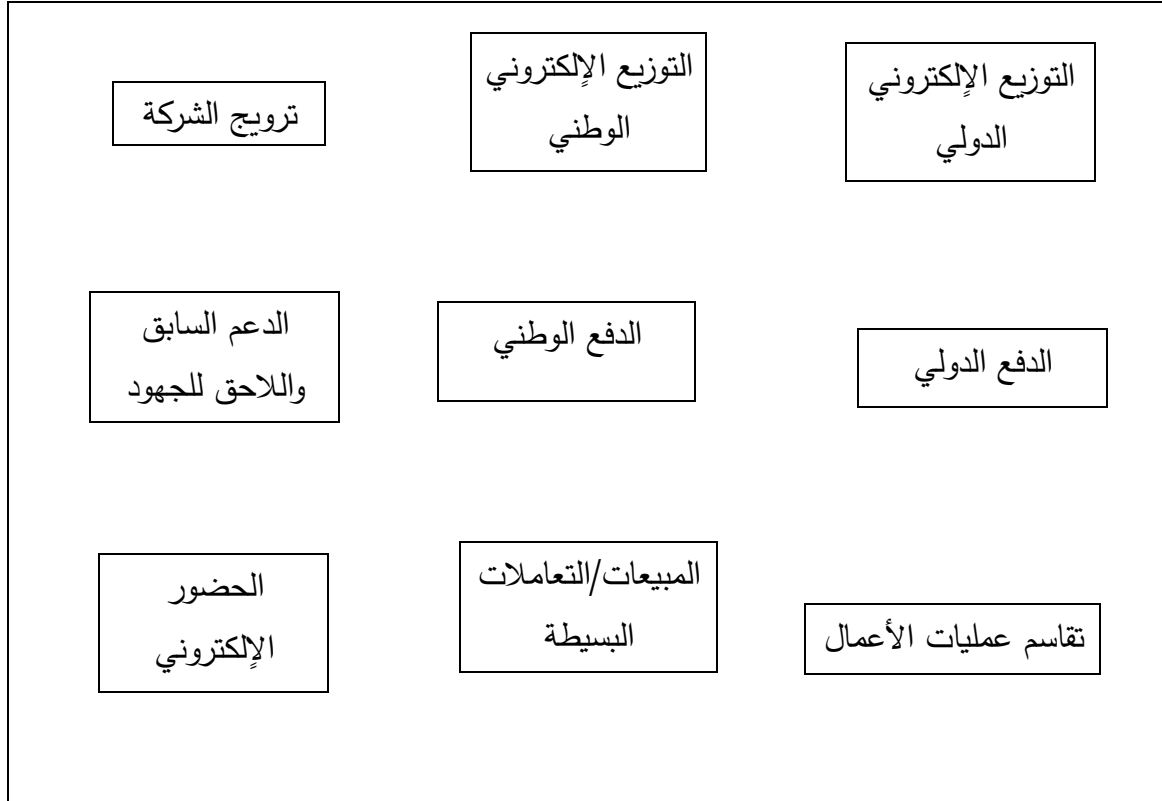 التوزيع الإلكتروني
الدولي
التوزيع الإلكتروني
الوطني
ترويج الشركة
الدفع الدولي
الدفع الوطني
الدعم السابق
واللاحق للجهود
تقاسم عمليات الأعمال
المبيعات/التعاملات
البسيطة
الحضور
الإلكتروني